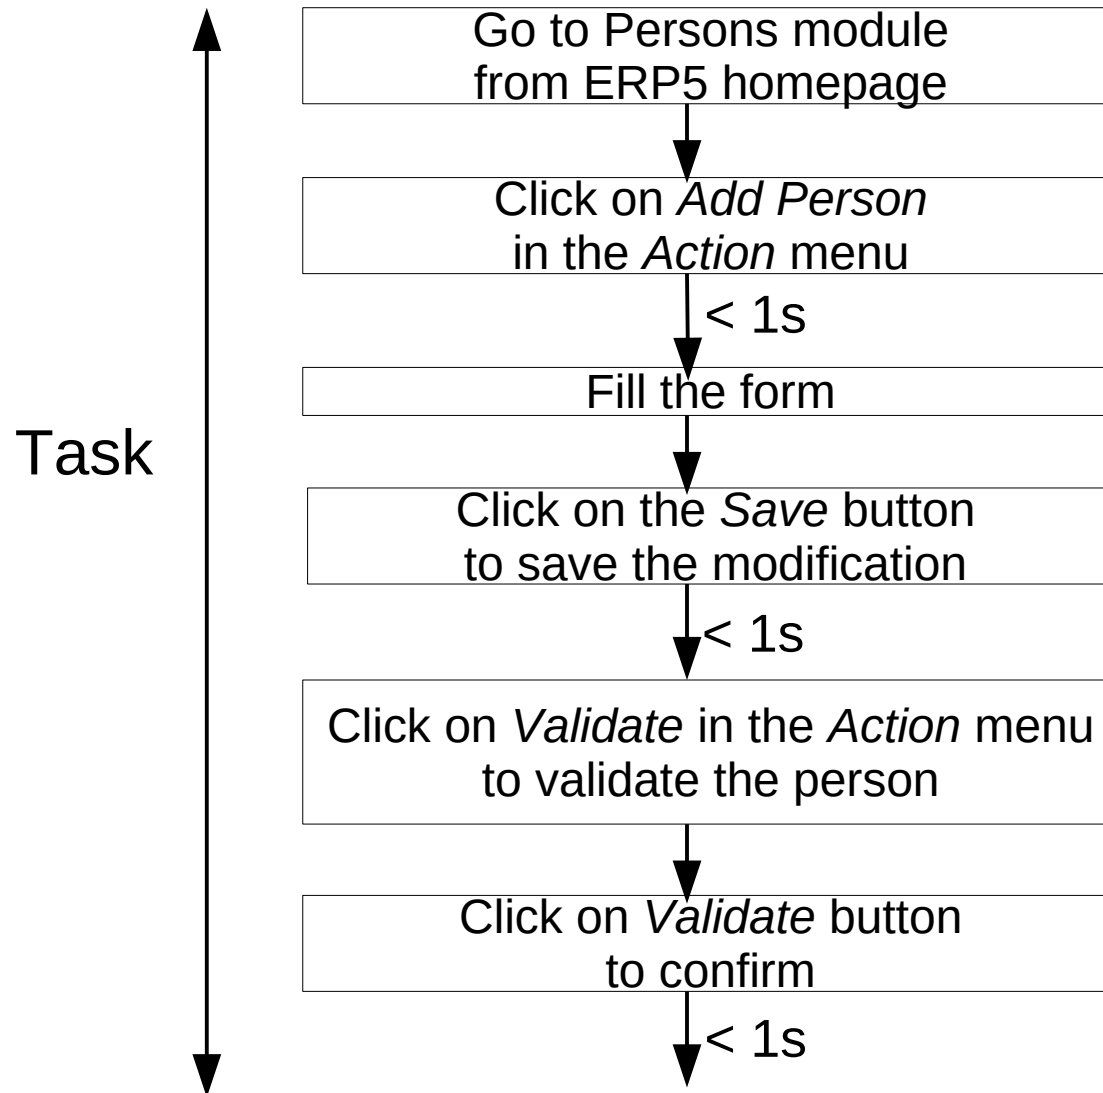 Go to Persons module
from ERP5 homepage
Click on Add Person
in the Action menu
< 1s
Fill the form
Task
Click on the Save button
to save the modification
< 1s
Click on Validate in the Action menu
to validate the person
Click on Validate button
to confirm
< 1s